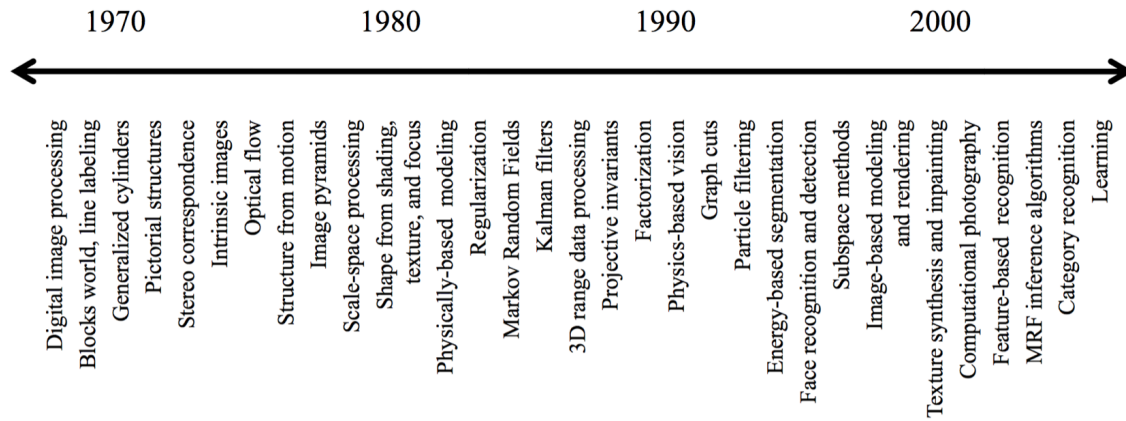 1970 1980 1990 2000
Digital image processing
Blocks world, line labeling
Generalized cylinders
Pictorial structures
Stereo correspondence
Intrinsic images
Optical flow
Structure from motion
Image pyramids
Scale-space processing
Shape from shading,
texture, and focus
Physically-based modeling
Regularization
Markov Random Fields
Kalman filters
3D range data processing
Projective invariants
Factorization
Physics-based vision
Graph cuts
Particle filtering
Energy-based segmentation
Face recognition and detection
Subspace methods
Image-based modeling
and rendering
Texture synthesis and inpainting
Computational photography
Feature-based recognition
MRF inference algorithms
Category recognition
Learning